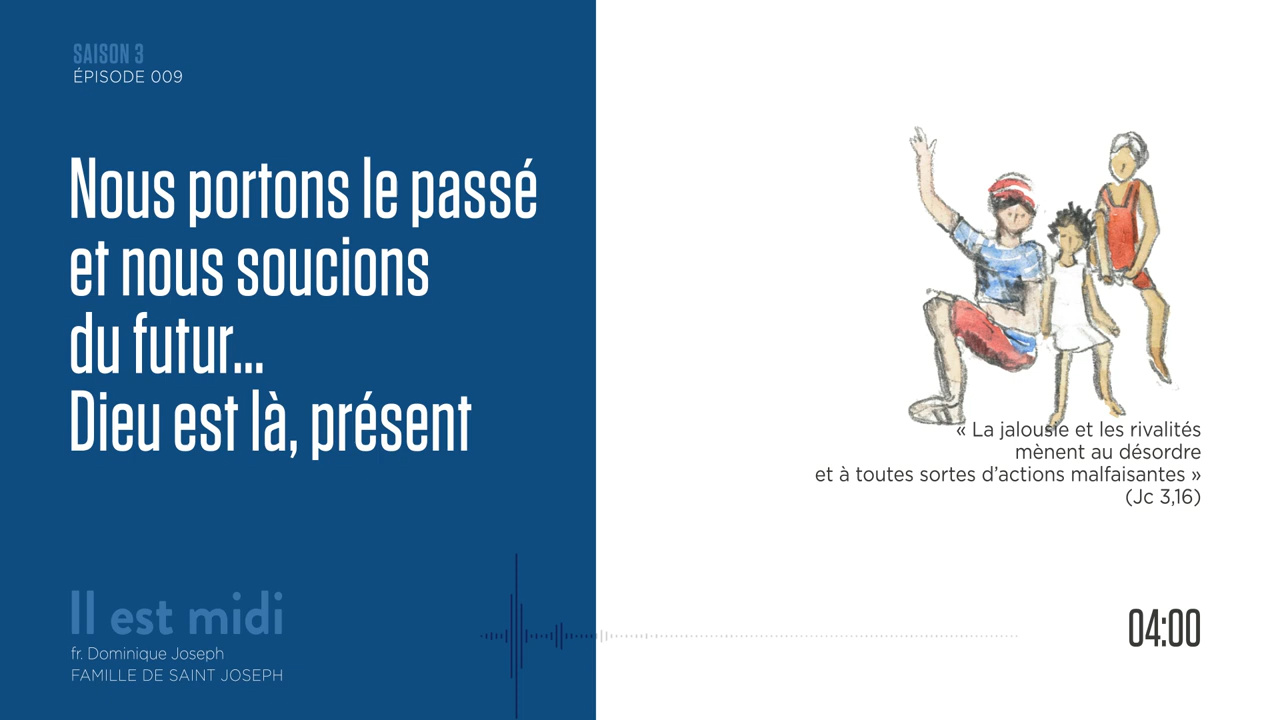 SAISON 3
ÉPISODE 009
Nous portons le passé
et nous soucions
du futur...
Dieu est là, présent
« La jalousie et les rivalités
mènent au désordre
et à toutes sortes d'actions malfaisantes »
(Jc 3,16)
Il est midi
fr. Dominique Joseph
FAMILLE DE SAINT JOSEPH
04:00